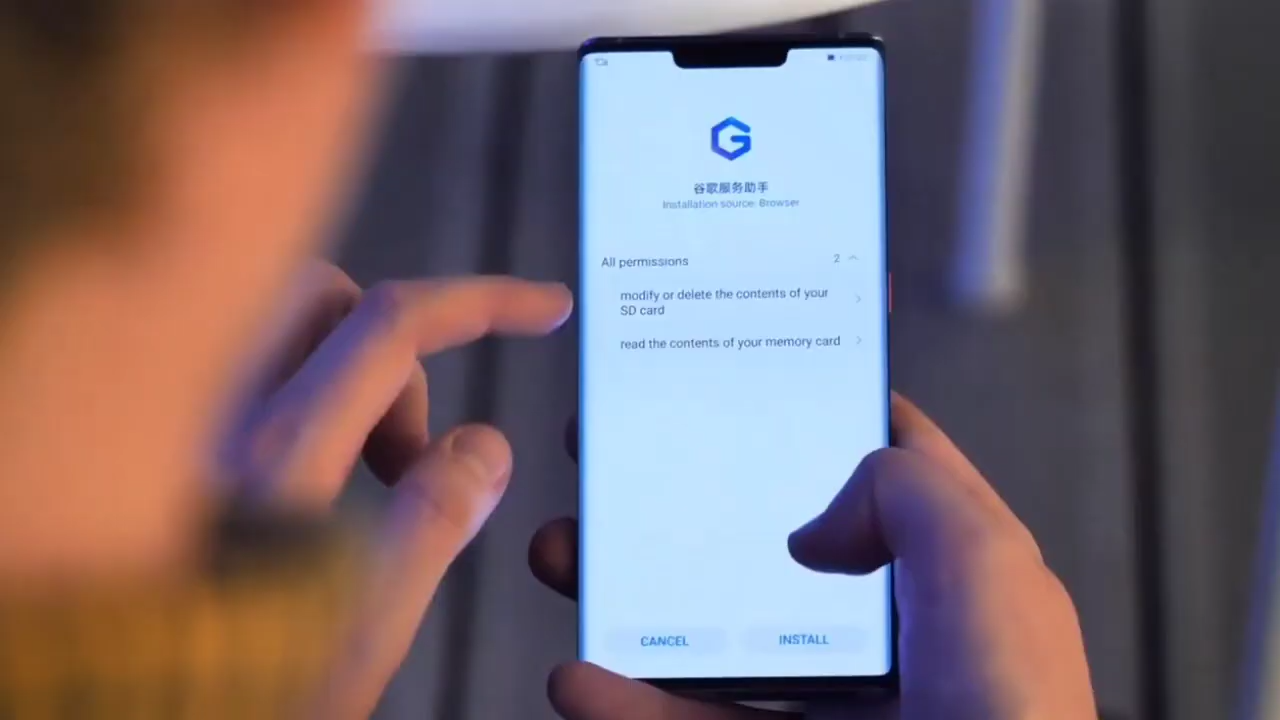 谷歌服务助手
Installation source: Browser
All permissions 2
modify or delete the contents of your
SD card
read the contents of your memory card
CANCEL INSTALL